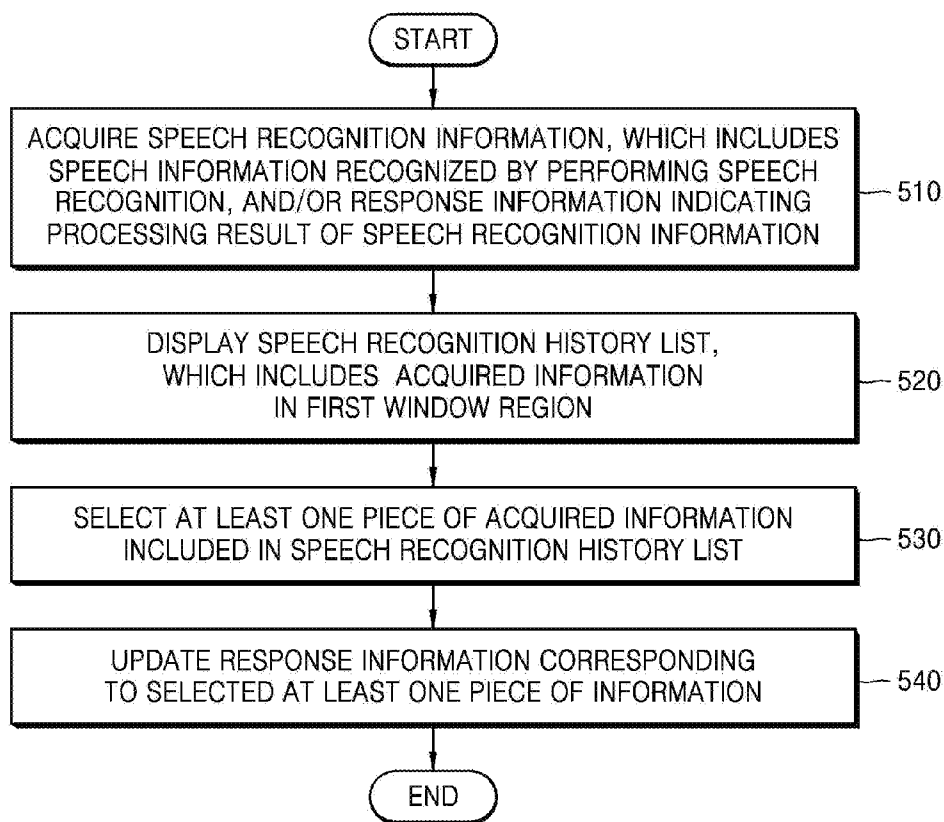 START
ACQUIRE SPEECH RECOGNITION INFORMATION, WHICH INCLUDES
SPEECH INFORMATION RECOGNIZED BY PERFORMING SPEECH
RECOGNITION, AND/OR RESPONSE INFORMATION INDICATING
PROCESSING RESULT OF SPEECH RECOGNITION INFORMATION
510
DISPLAY SPEECH RECOGNITION HISTORY LIST,
WHICH INCLUDES ACQUIRED INFORMATION
IN FIRST WINDOW REGION
520
SELECT AT LEAST ONE PIECE OF ACQUIRED INFORMATION
INCLUDED IN SPEECH RECOGNITION HISTORY LIST
530
UPDATE RESPONSE INFORMATION CORRESPONDING
TO SELECTED AT LEAST ONE PIECE OF INFORMATION
540
END